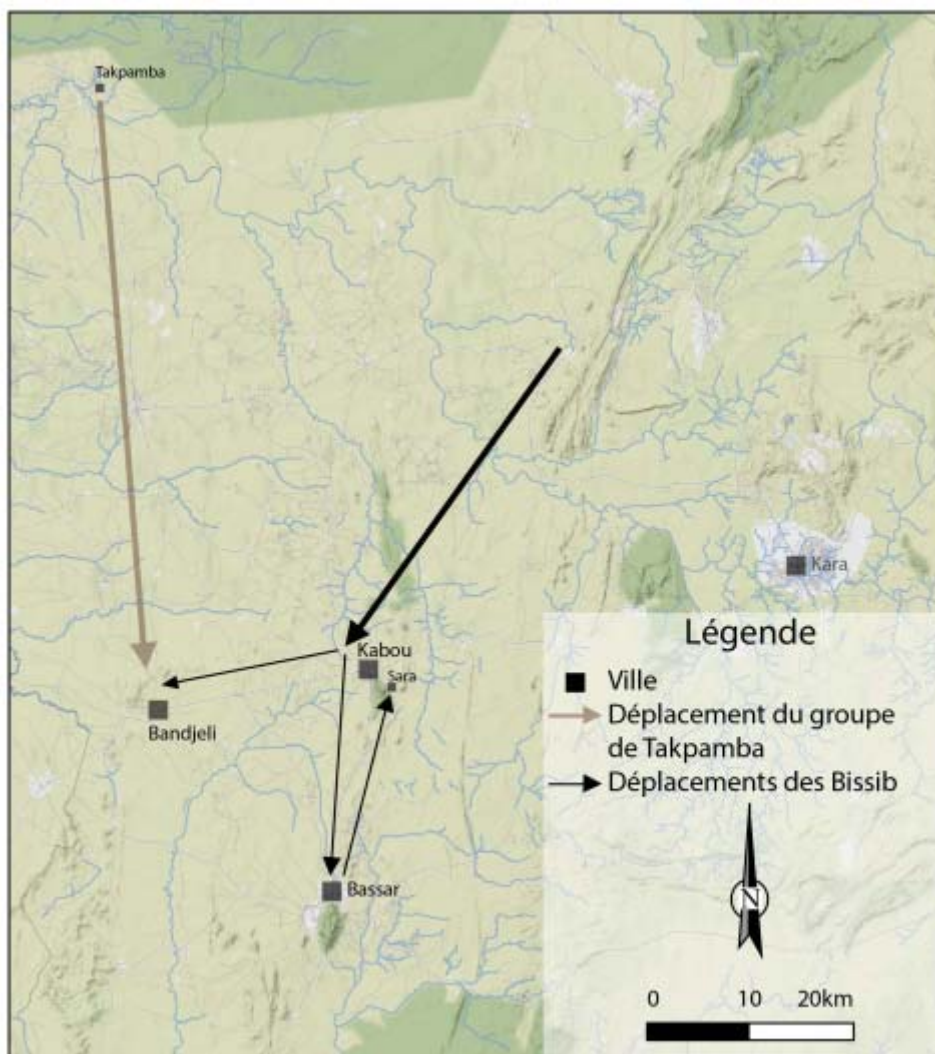 Takpamba
Kara
Kabou
Sara
Bandjeli
Bassar
Légende
Ville
Déplacement du groupe
de Takpamba
Déplacements des Bissib
N
0 10 20km